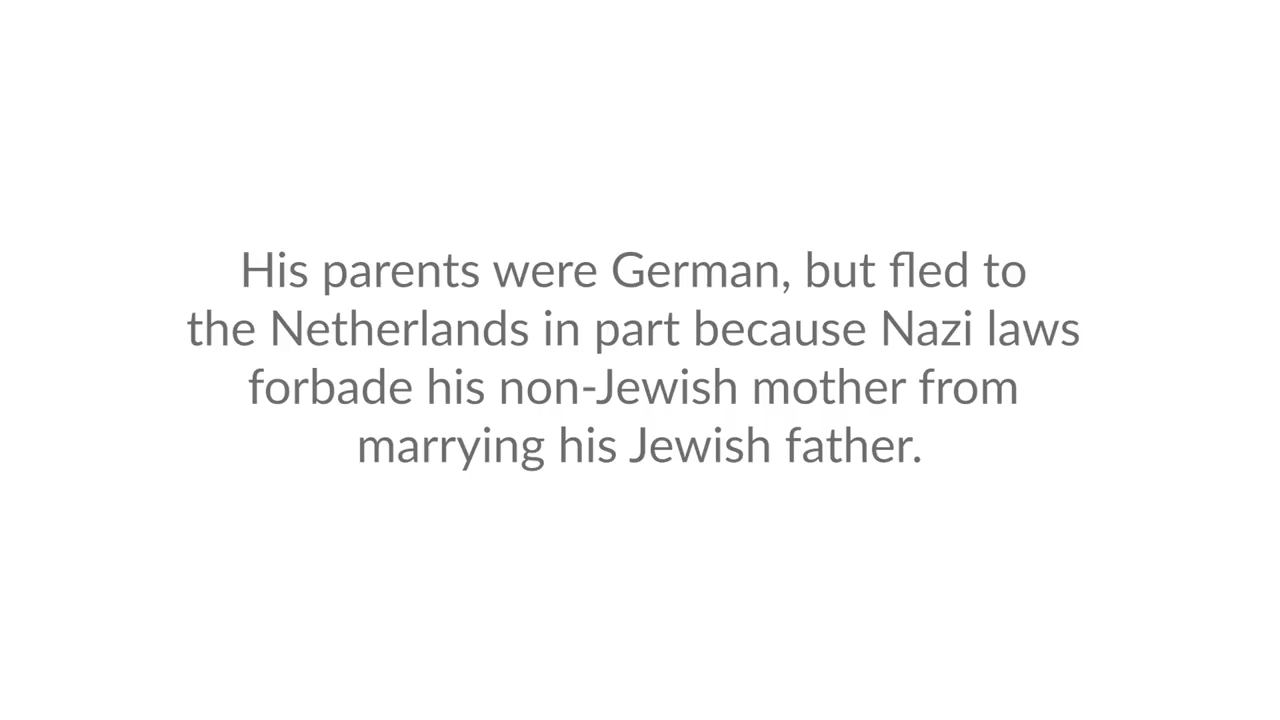 His parents were German, but fled to
the Netherlands in part because Nazi laws
forbade his non-Jewish mother from
marrying his Jewish father.